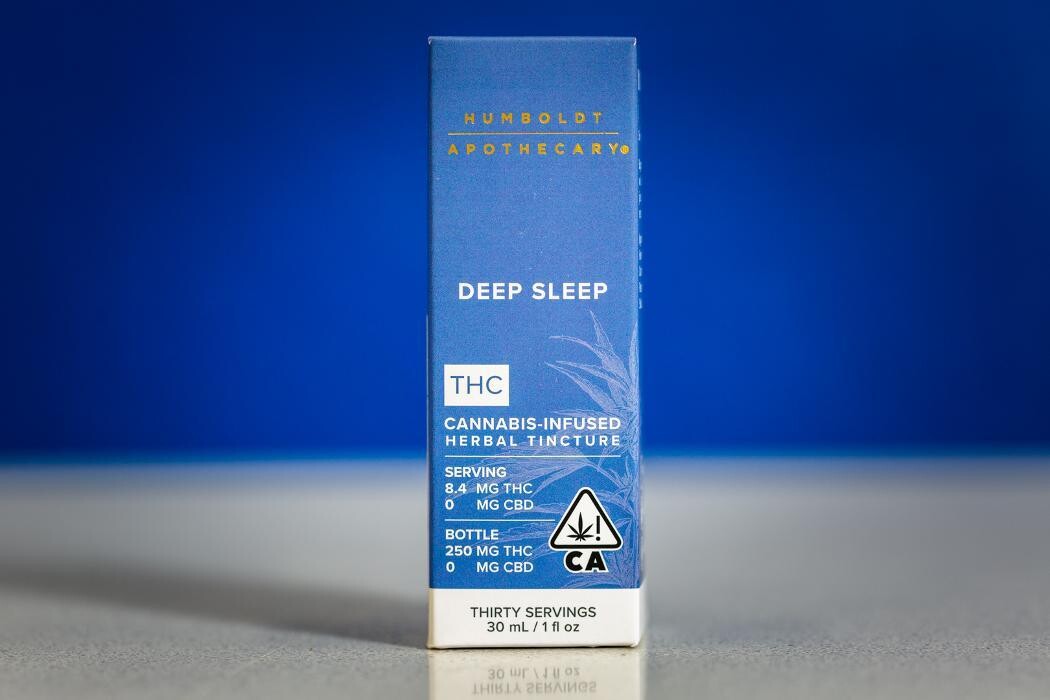 HUMBOLDT
APOTHECARY®
DEEP SLEEP
THC
CANNABIS-INFUSED
HERBAL TINCTURE
SERVING
8.4 MG THC
0 MG CBD
BOTTLE
250 MG THC
0 MG CBD
!
CA
THIRTY SERVINGS
30 mL / 1 fl oz